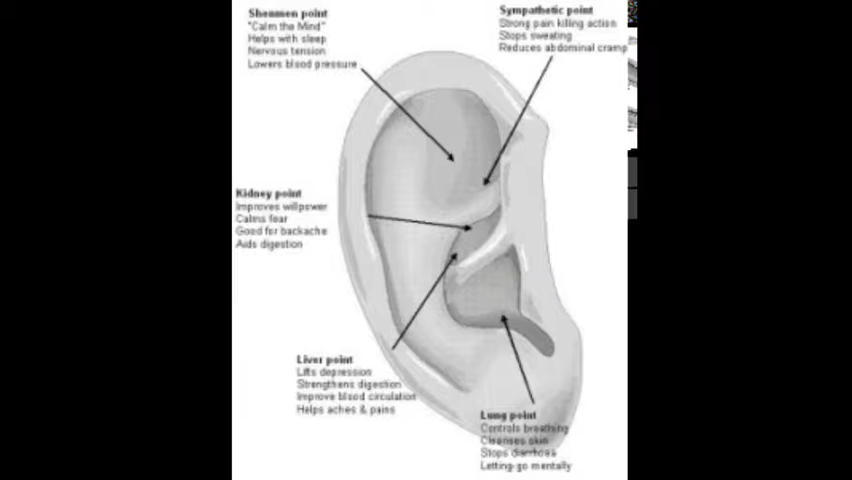 Shenmen point
"Calm the Mind"
Helps with sleep
Nervous tension
Lowers blood pressure
Sympathetic point
Strong pain killing action
Stops sweating
Reduces abdominal cramp
Kidney point
Improves willpower
Calms fear
Good for backache
Aids digestion
Liver point
Lifts depression
Strengthens digestion
Improve blood circulation
Helps aches & pains
Lung point
Controls breathing
Cleanses skin
Stops diarrhoea
Letting-go mentally